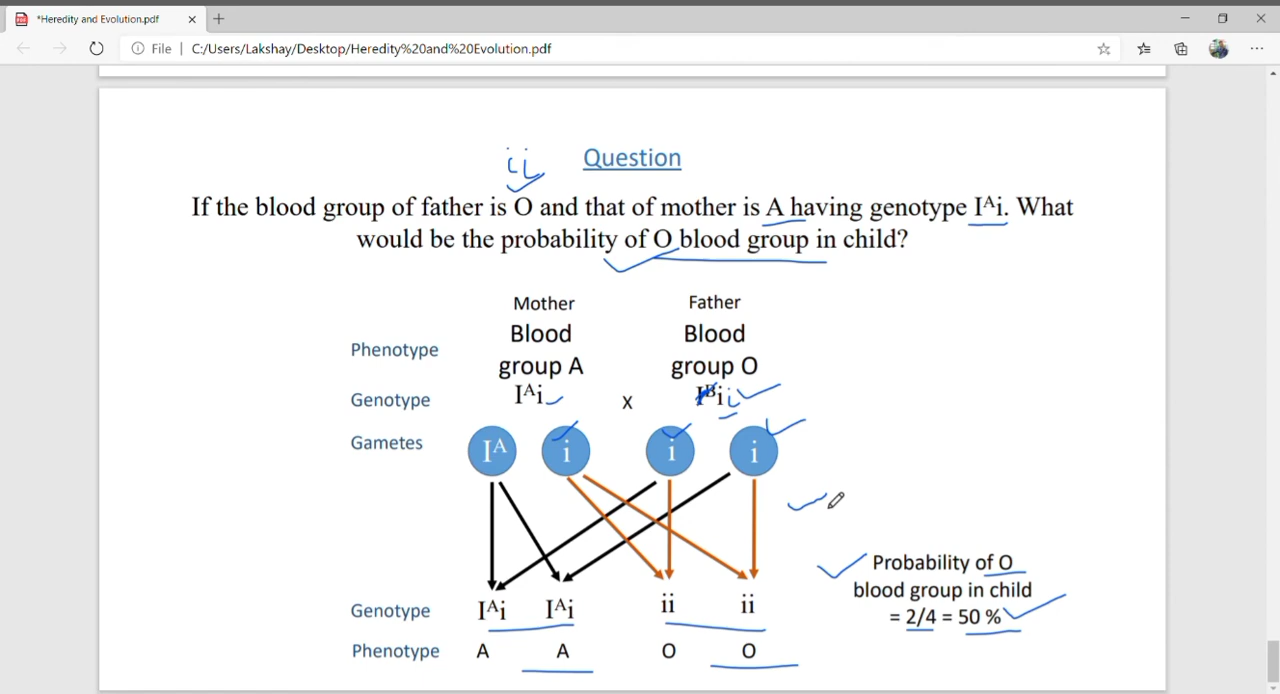 *Heredity and Evolution.pdf
File | C:/Users/Lakshay/Desktop/Heredity%20and%20Evolution.pdf
Question
ii
If the blood group of father is O and that of mother is A having genotype Iᴬi. What
would be the probability of O blood group in child?
Mother Father
Phenotype Blood group A Blood group O
Genotype Iᴬi X Iᴮi i
Gametes Iᴬ i i i
Probability of O
blood group in child
= 2/4 = 50 %
Genotype Iᴬi Iᴬi ii ii
Phenotype A A O O